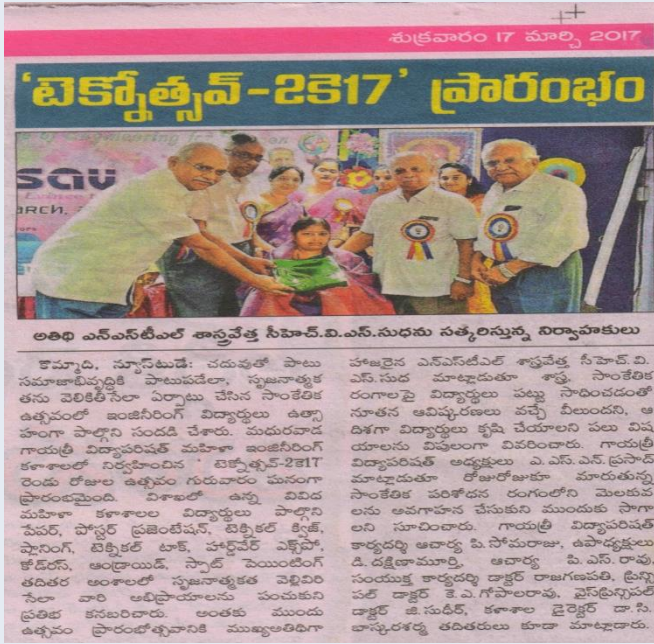 శుక్రవారం 17 మార్చి 2017
‘టెక్నోత్సవ్-2కె17’ ప్రారంభం
sav
అతిథి ఎన్ఎస్‌టీఎల్ శాస్త్రవేత్త సీహెచ్.వి.ఎస్.సుధను సత్కరిస్తున్న నిర్వాహకులు
కొమ్మాది, న్యూస్‌టుడే: చదువుతో పాటు
సమాజాభివృద్ధికి పాటుపడేలా, సృజనాత్మక
తను వెలికితీసేలా ఏర్పాటు చేసిన సాంకేతిక
ఉత్సవంలో ఇంజినీరింగ్ విద్యార్థులు ఉత్సా
హంగా పాల్గొని సందడి చేశారు. మధురవాడ
గాయత్రీ విద్యాపరిషత్ మహిళా ఇంజినీరింగ్
కళాశాలలో నిర్వహించిన టెక్నోత్సవ్-2కె17
రెండు రోజుల ఉత్సవం గురువారం ఘనంగా
ప్రారంభమైంది. విశాఖలో ఉన్న వివిద
మహిళా కళాశాలల విద్యార్థులు పాల్గొని
పేపర్, పోస్టర్ ప్రజెంటేషన్, టెక్నికల్ క్విజ్,
ప్లానింగ్, టెక్నికల్ టాక్, హార్డ్‌వేర్ ఎక్స్‌పో,
కోడ్‌రస్, ఆండ్రాయిడ్, స్పాట్ పెయింటింగ్
తదితర అంశాలలో సృజనాత్మకత వెల్లివిరి
సేలా వారి అభిప్రాయాలను పంచుకుని
ప్రతిభ కనబరిచారు. అంతకు ముందు
ఉత్సవం ప్రారంభోత్సవానికి ముఖ్యఅతిథిగా
హాజరైన ఎన్ఎస్‌టీఎల్ శాస్త్రవేత్త సీహెచ్.వి.
ఎస్.సుధ మాట్లాడుతూ శాస్త్ర, సాంకేతిక
రంగాలపై విద్యార్థులు పట్టు సాధించడంతో
నూతన ఆవిష్కరణలు వచ్చే వీలుందని, ఆ
దిశగా విద్యార్థులు కృషి చేయాలని పలు విష
యాలను విపులంగా వివరించారు. గాయత్రీ
విద్యాపరిషత్ అధ్యక్షులు ఎ.ఎస్.ఎన్.ప్రసాద్
మాట్లాడుతూ రోజురోజుకూ మారుతున్న
సాంకేతిక పరిశోధన రంగంలోని మెలకువ
లను అవగాహన చేసుకుని ముందుకు సాగా
లని సూచించారు. గాయత్రీ విద్యాపరిషత్
కార్యదర్శి ఆచార్య పి.సోమరాజు, ఉపాధ్యక్షులు
డి.దక్షిణామూర్తి, ఆచార్య పి.ఎస్.రావు,
సంయుక్త కార్యదర్శి డాక్టర్ రాజగణపతి, ప్రిన్సి
పల్ డాక్టర్ కె.ఎ.గోపాలరావు, వైస్‌ప్రిన్సిపల్
డాక్టర్ జి.సుధీర్, కళాశాల డైరెక్టర్ డా.సి.
భాస్కరశర్మ తదితరులు కూడా మాట్లాడారు.